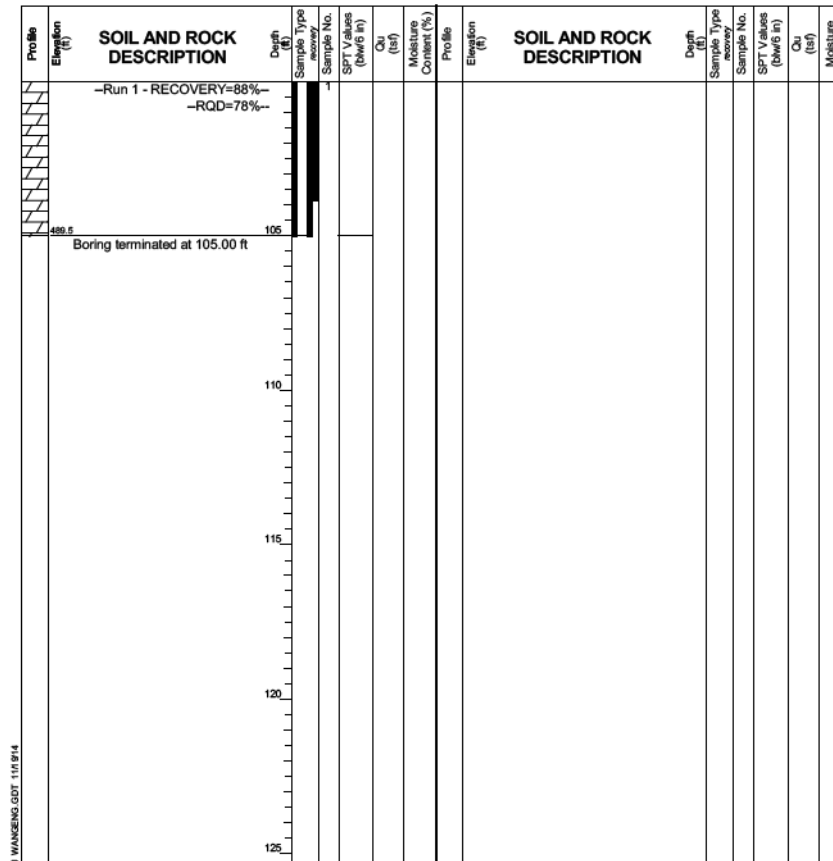 Profile
Elevation
(ft)
SOIL AND ROCK
DESCRIPTION
Depth
(ft)
Sample Type
recovery
Sample No.
SPT Values
(blw/6 in)
Qu
(tsf)
Moisture
Content (%)
Profile
Elevation
(ft)
SOIL AND ROCK
DESCRIPTION
Depth
(ft)
Sample Type
recovery
Sample No.
SPT Values
(blw/6 in)
Qu
(tsf)
Moisture
--Run 1 - RECOVERY=88%--
1
--RQD=78%--
489.5
105
Boring terminated at 105.00 ft
110
115
120
125
WANGENG.GDT 11/19/14